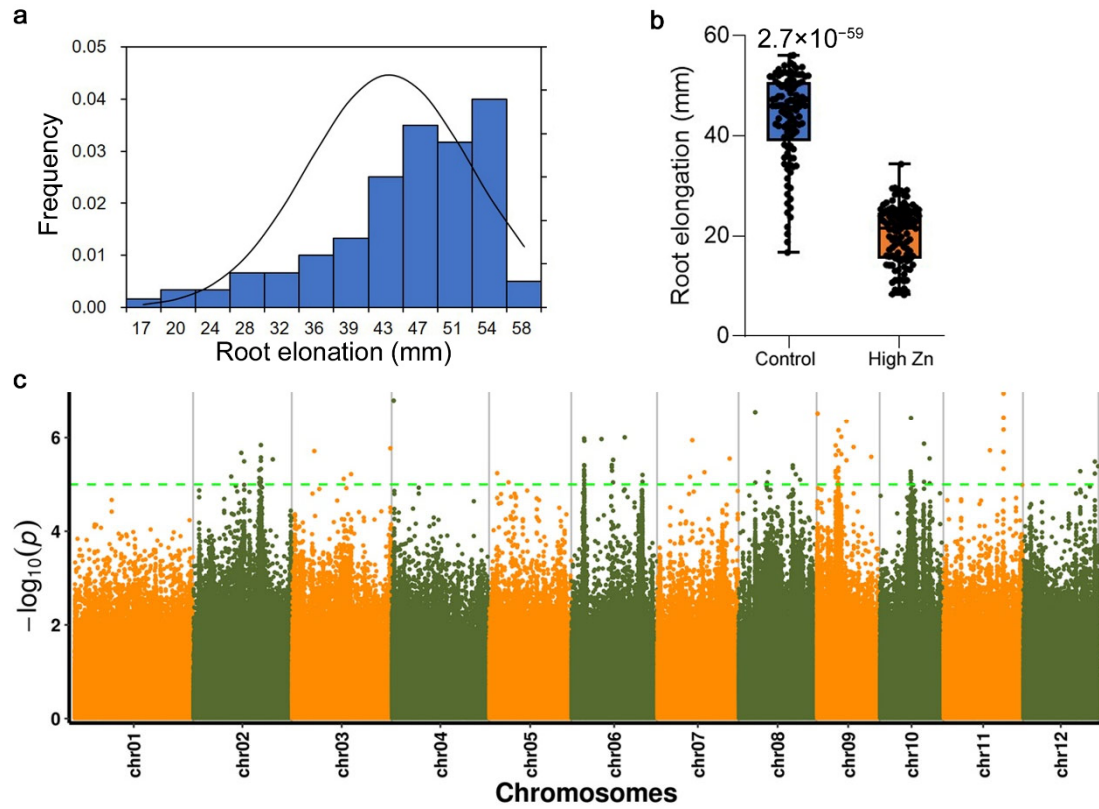 a
0.05
0.04
0.03
0.02
0.01
0.00
Frequency
17 20 24 28 32 36 39 43 47 51 54 58
Root elonation (mm)
b
2.7×10⁻⁵⁹
60
40
20
0
Root elongation (mm)
Control High Zn
c
6
4
2
0
−log₁₀(p)
chr01 chr02 chr03 chr04 chr05 chr06 chr07 chr08 chr09 chr10 chr11 chr12
Chromosomes